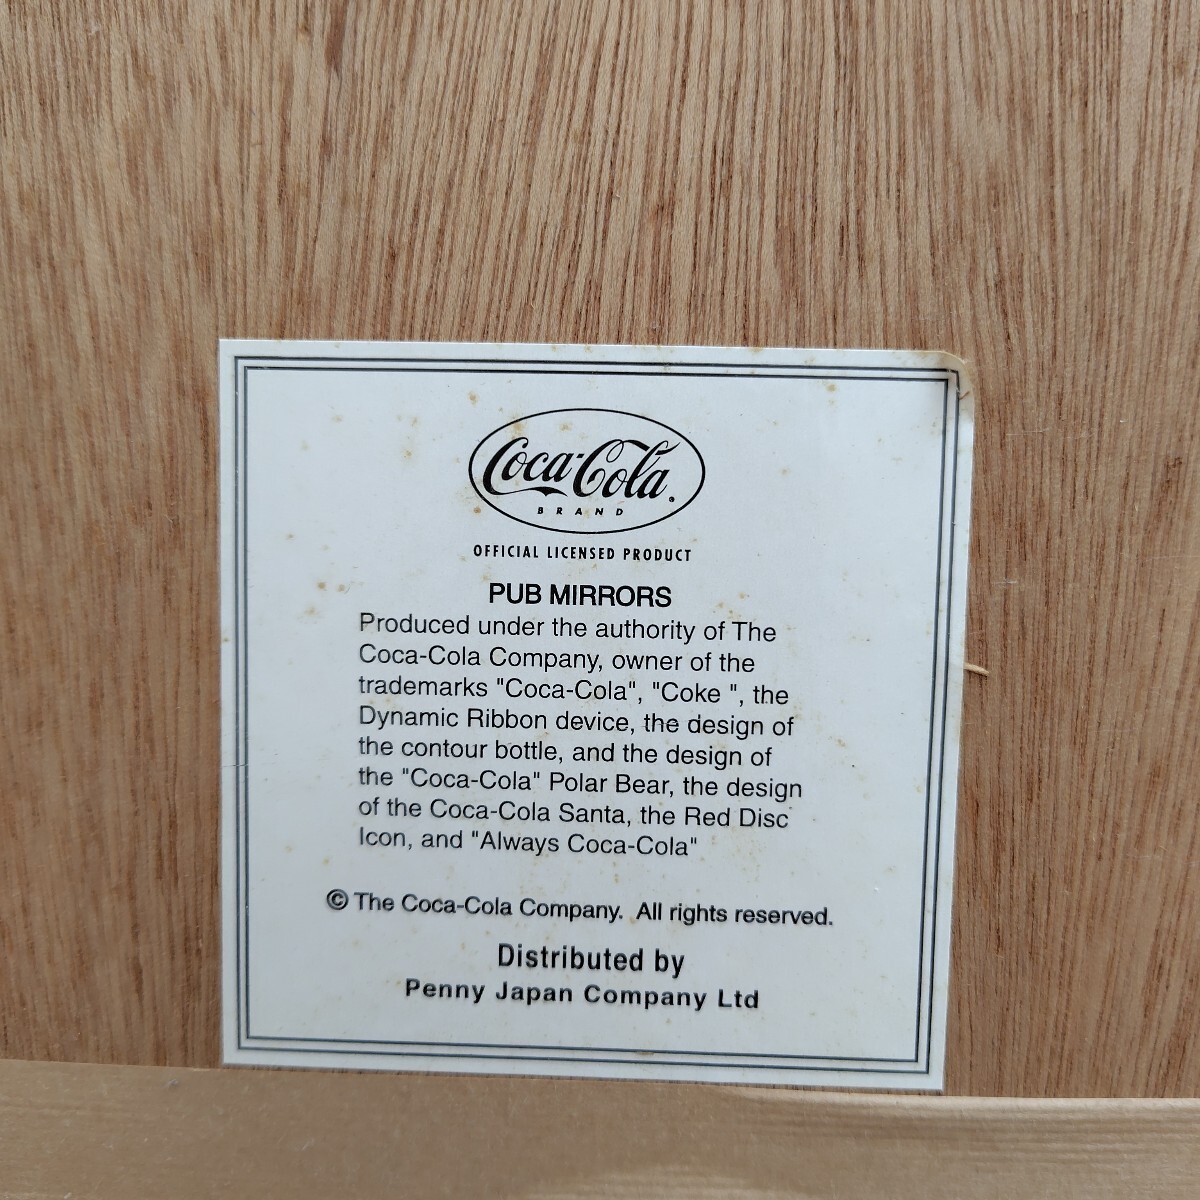 Coca-Cola®
BRAND
OFFICIAL LICENSED PRODUCT
PUB MIRRORS
Produced under the authority of The
Coca-Cola Company, owner of the
trademarks "Coca-Cola", "Coke ", the
Dynamic Ribbon device, the design of
the contour bottle, and the design of
the "Coca-Cola" Polar Bear, the design
of the Coca-Cola Santa, the Red Disc
Icon, and "Always Coca-Cola"
© The Coca-Cola Company. All rights reserved.
Distributed by
Penny Japan Company Ltd